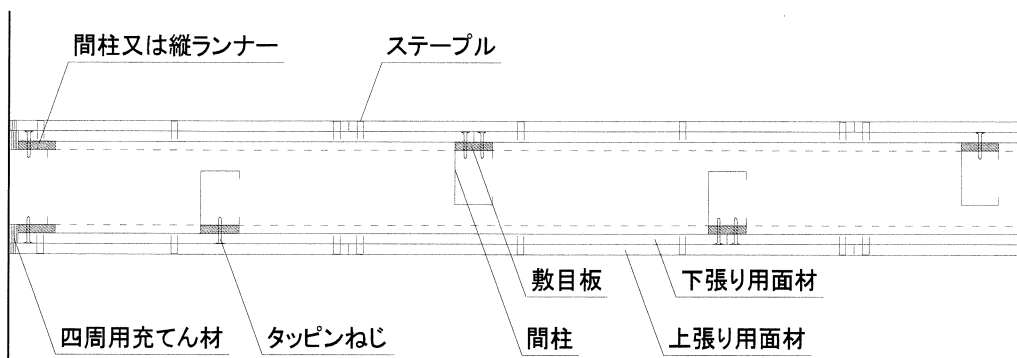 間柱又は縦ランナー
ステープル
敷目板
下張り用面材
四周用充てん材
タッピンねじ
間柱
上張り用面材